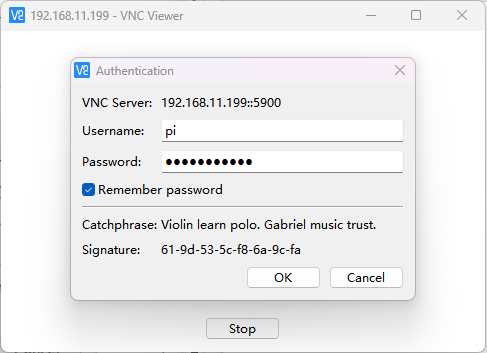 192.168.11.199 - VNC Viewer
Authentication
VNC Server: 192.168.11.199::5900
Username: pi
Password: ●●●●●●●●●●●
Remember password
Catchphrase: Violin learn polo. Gabriel music trust.
Signature: 61-9d-53-5c-f8-6a-9c-fa
OK Cancel
Stop